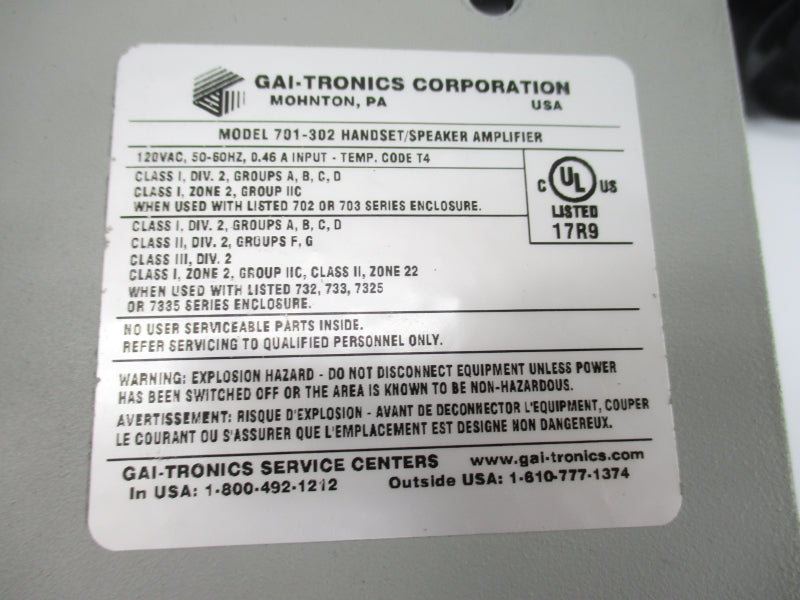 GAI-TRONICS CORPORATION
MOHNTON, PA USA
MODEL 701-302 HANDSET/SPEAKER AMPLIFIER
120VAC, 50-60HZ, 0.46 A INPUT - TEMP. CODE T4
CLASS I, DIV. 2, GROUPS A, B, C, D
CLASS I, ZONE 2, GROUP IIC
WHEN USED WITH LISTED 702 OR 703 SERIES ENCLOSURE.
C UL US
LISTED
17R9
CLASS I, DIV. 2, GROUPS A, B, C, D
CLASS II, DIV. 2, GROUPS F, G
CLASS III, DIV. 2
CLASS I, ZONE 2, GROUP IIC, CLASS II, ZONE 22
WHEN USED WITH LISTED 732, 733, 7325
OR 7335 SERIES ENCLOSURE.
NO USER SERVICEABLE PARTS INSIDE.
REFER SERVICING TO QUALIFIED PERSONNEL ONLY.
WARNING: EXPLOSION HAZARD - DO NOT DISCONNECT EQUIPMENT UNLESS POWER
HAS BEEN SWITCHED OFF OR THE AREA IS KNOWN TO BE NON-HAZARDOUS.
AVERTISSEMENT: RISQUE D'EXPLOSION - AVANT DE DECONNECTOR L'EQUIPMENT, COUPER
LE COURANT OU S'ASSURER QUE L'EMPLACEMENT EST DESIGNE NON DANGEREUX.
GAI-TRONICS SERVICE CENTERS www.gai-tronics.com
In USA: 1-800-492-1212 Outside USA: 1-610-777-1374